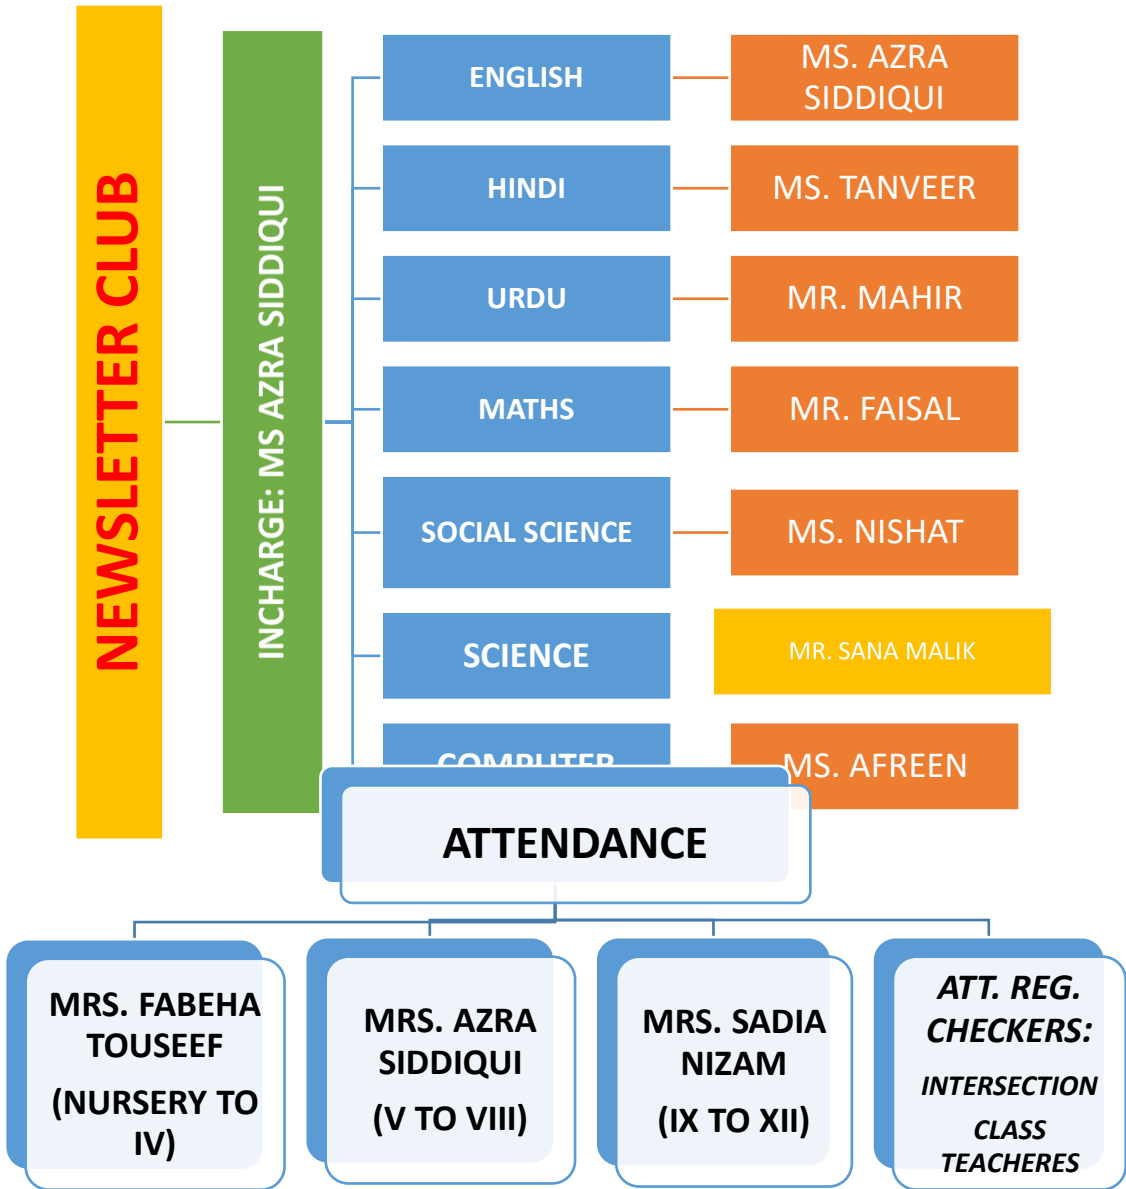 NEWSLETTER CLUB
INCHARGE: MS AZRA SIDDIQUI
ENGLISH
MS. AZRA
SIDDIQUI
HINDI
MS. TANVEER
URDU
MR. MAHIR
MATHS
MR. FAISAL
SOCIAL SCIENCE
MS. NISHAT
SCIENCE
MR. SANA MALIK
COMPUTER
MS. AFREEN
ATTENDANCE
MRS. FABEHA
TOUSEEF
(NURSERY TO
IV)
MRS. AZRA
SIDDIQUI
(V TO VIII)
MRS. SADIA
NIZAM
(IX TO XII)
ATT. REG.
CHECKERS:
INTERSECTION
CLASS
TEACHERES